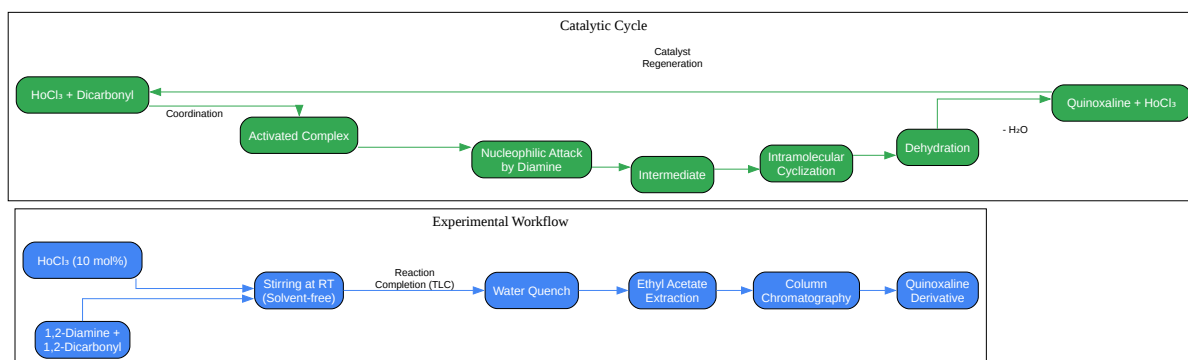 Catalytic Cycle
Catalyst
Regeneration
HoCl₃ + Dicarbonyl
Quinoxaline + HoCl₃
Coordination
Activated Complex
- H₂O
Dehydration
Nucleophilic Attack
by Diamine
Intramolecular
Cyclization
Intermediate
Experimental Workflow
HoCl₃ (10 mol%)
Stirring at RT
(Solvent-free)
Reaction
Completion (TLC)
Water Quench
Ethyl Acetate
Extraction
Column
Chromatography
Quinoxaline
Derivative
1,2-Diamine +
1,2-Dicarbonyl